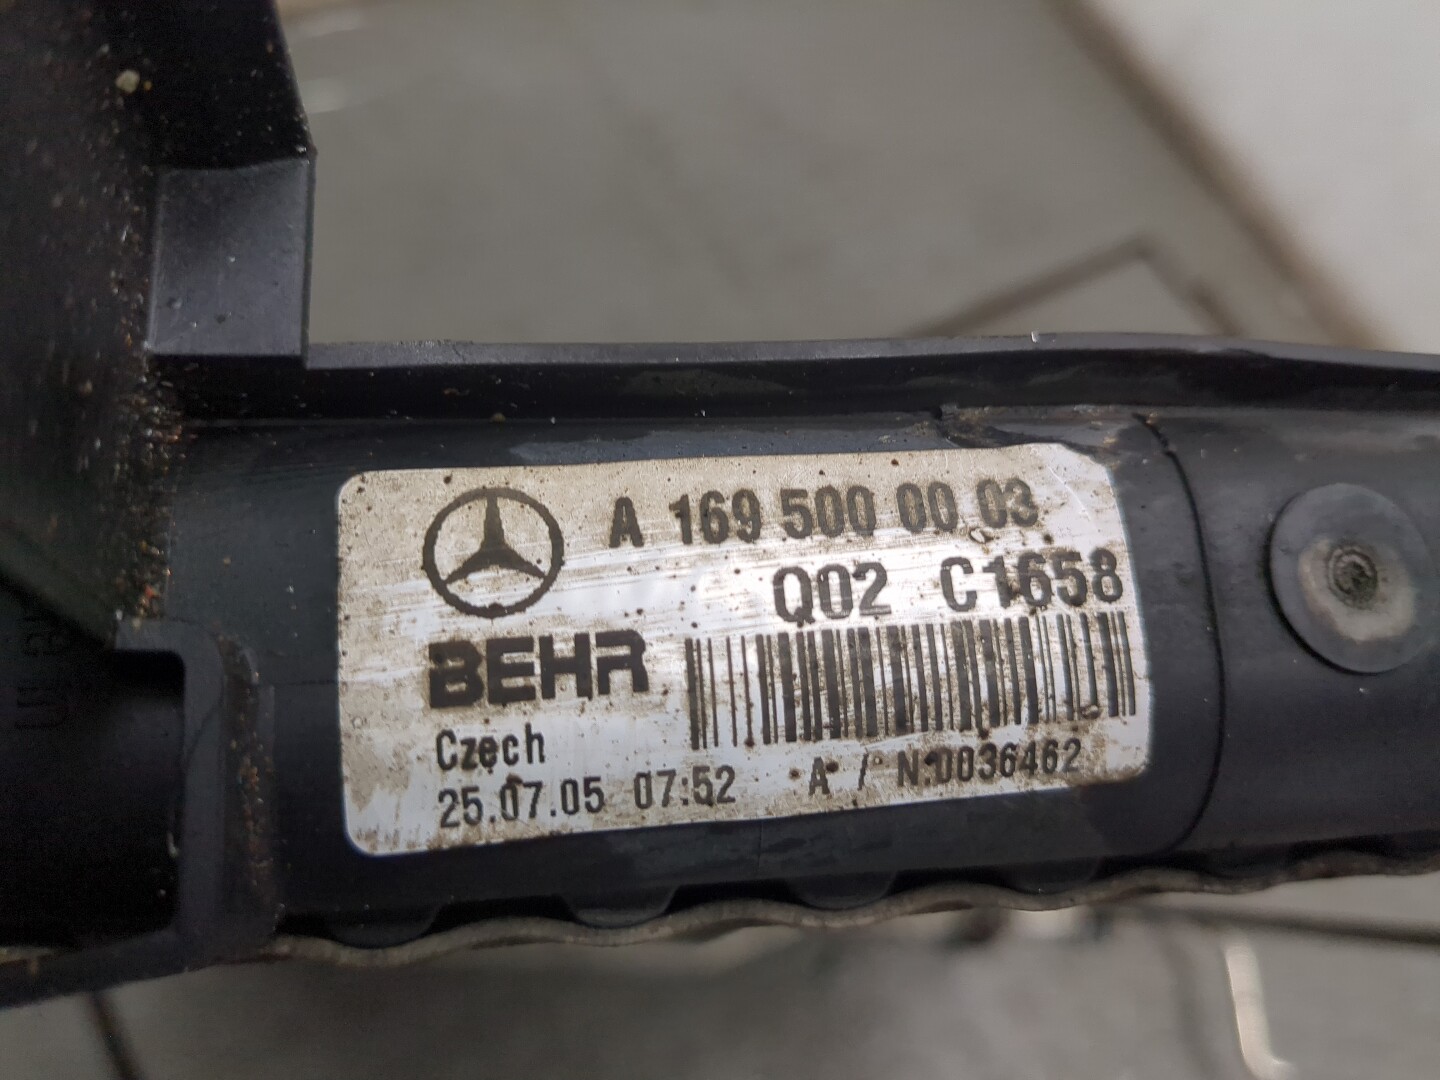 A 169 500 00 03
Q02 C1658
BEHR
Czech
25.07.05 07:52 A / N:0036462